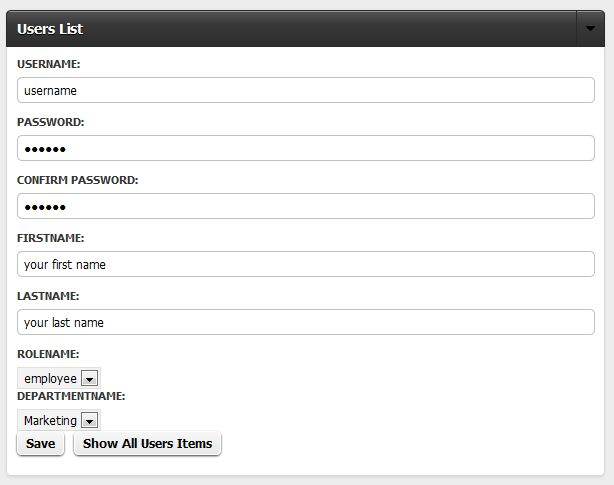 Users List
USERNAME:
username
PASSWORD:
●●●●●●
CONFIRM PASSWORD:
●●●●●●
FIRSTNAME:
your first name
LASTNAME:
your last name
ROLENAME:
employee
DEPARTMENTNAME:
Marketing
Save Show All Users Items